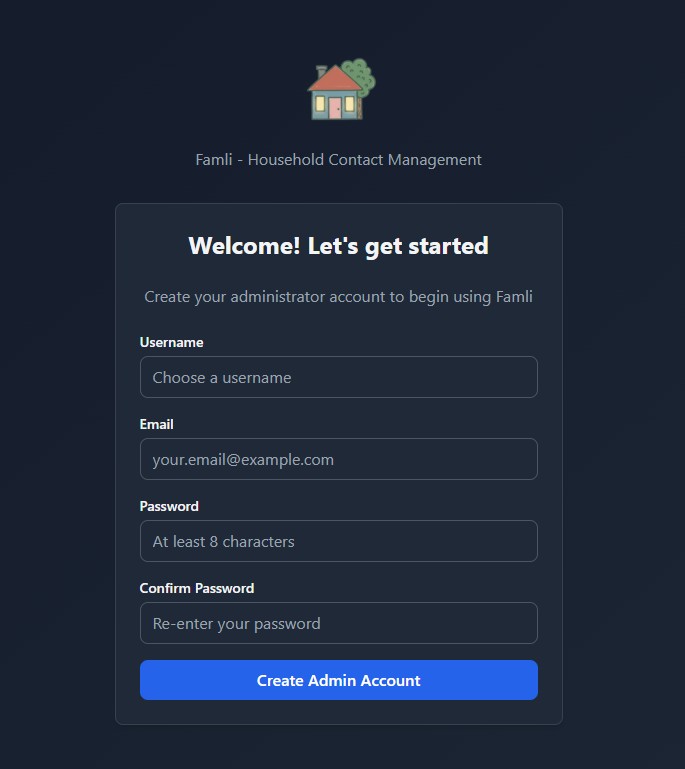 Famli - Household Contact Management
Welcome! Let's get started
Create your administrator account to begin using Famli
Username
Choose a username
Email
your.email@example.com
Password
At least 8 characters
Confirm Password
Re-enter your password
Create Admin Account